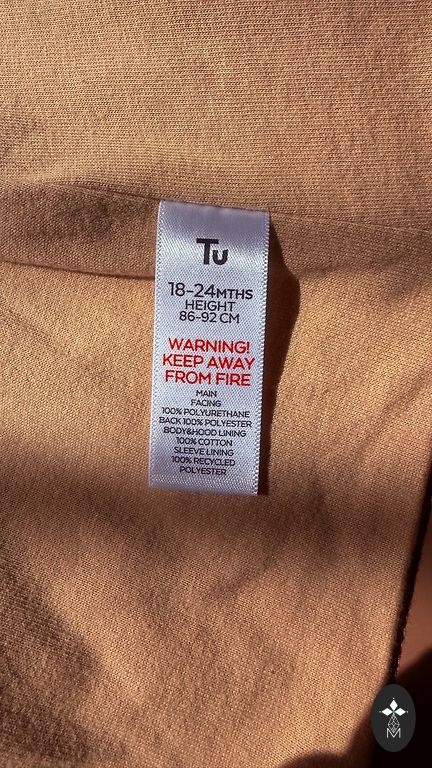 Tu
18-24MTHS
HEIGHT
86-92 CM
WARNING!
KEEP AWAY
FROM FIRE
MAIN
FACING
100% POLYURETHANE
BACK 100% POLYESTER
BODY&HOOD LINING
100% COTTON
SLEEVE LINING
100% RECYCLED
POLYESTER
M